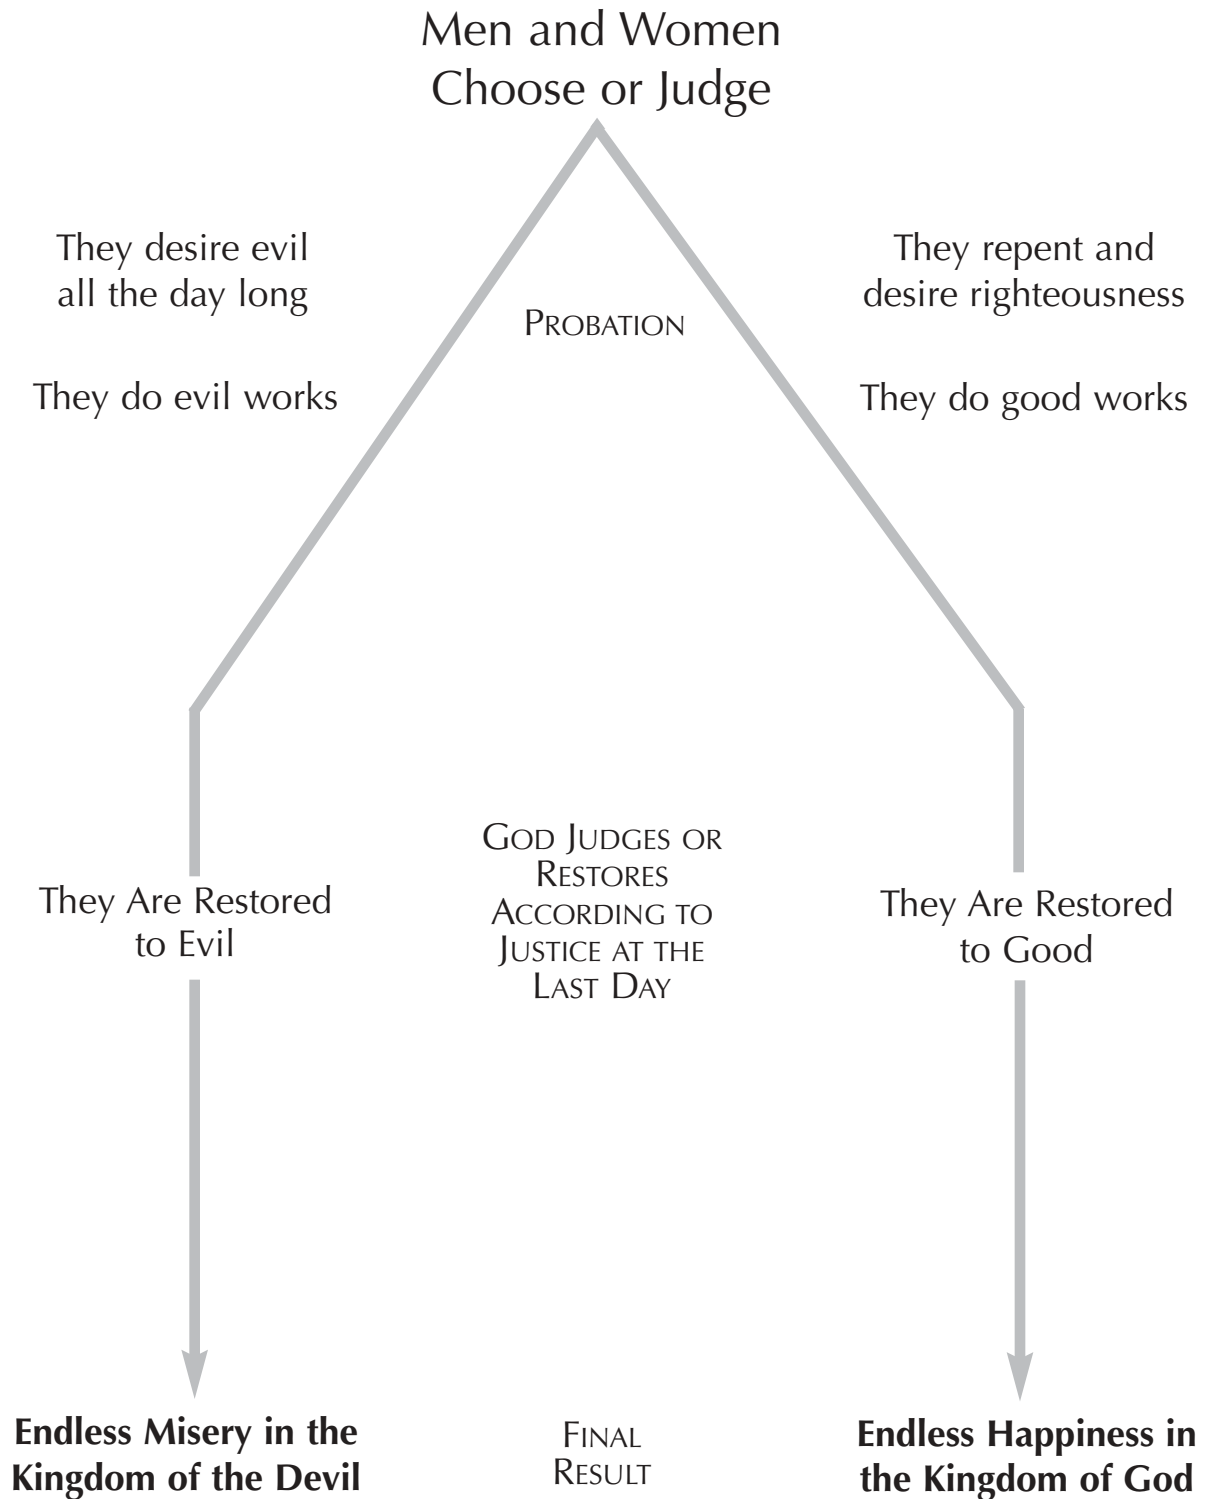 Men and Women
Choose or Judge
They desire evil
all the day long
They repent and
desire righteousness
PROBATION
They do evil works
They do good works
GOD JUDGES OR
RESTORES
ACCORDING TO
JUSTICE AT THE
LAST DAY
They Are Restored
to Evil
They Are Restored
to Good
Endless Misery in the
Kingdom of the Devil
FINAL
RESULT
Endless Happiness in
the Kingdom of God